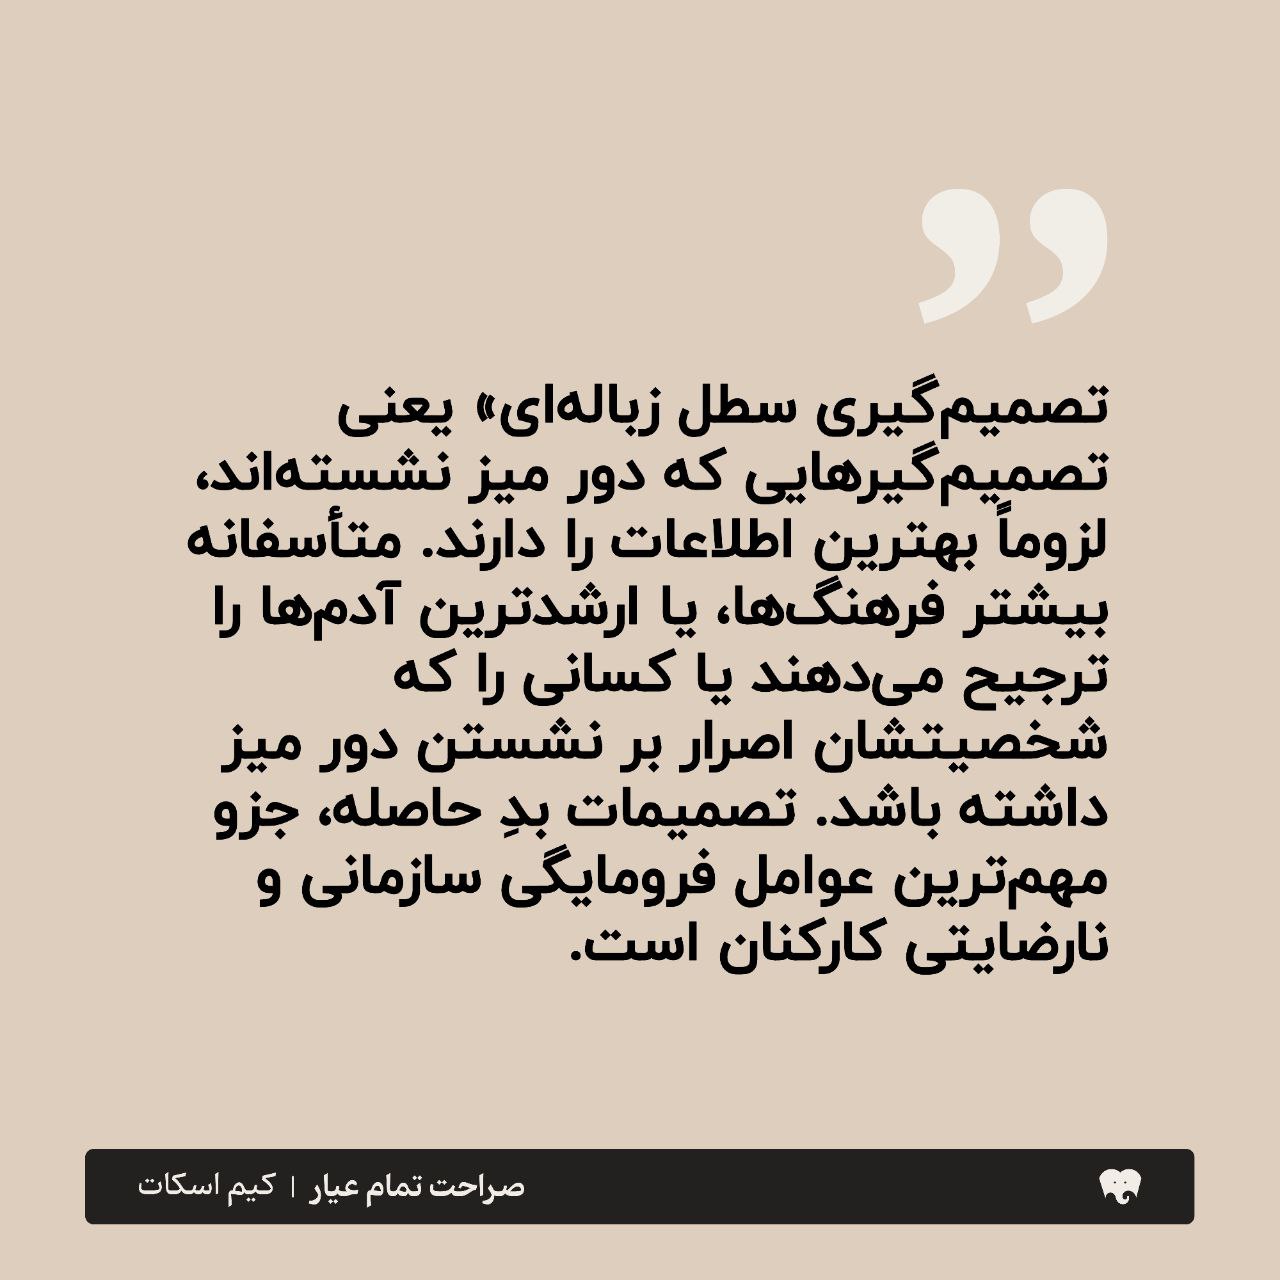 تصمیم‌گیری سطل زباله‌ای» یعنی
تصمیم‌گیرهایی که دور میز نشسته‌اند،
لزوماً بهترین اطلاعات را دارند. متأسفانه
بیشتر فرهنگ‌ها، یا ارشدترین آدم‌ها را
ترجیح می‌دهند یا کسانی را که
شخصیتشان اصرار بر نشستن دور میز
داشته باشد. تصمیمات بدِ حاصله، جزو
مهم‌ترین عوامل فرومایگی سازمانی و
نارضایتی کارکنان است.
صراحت تمام عیار | کیم اسکات